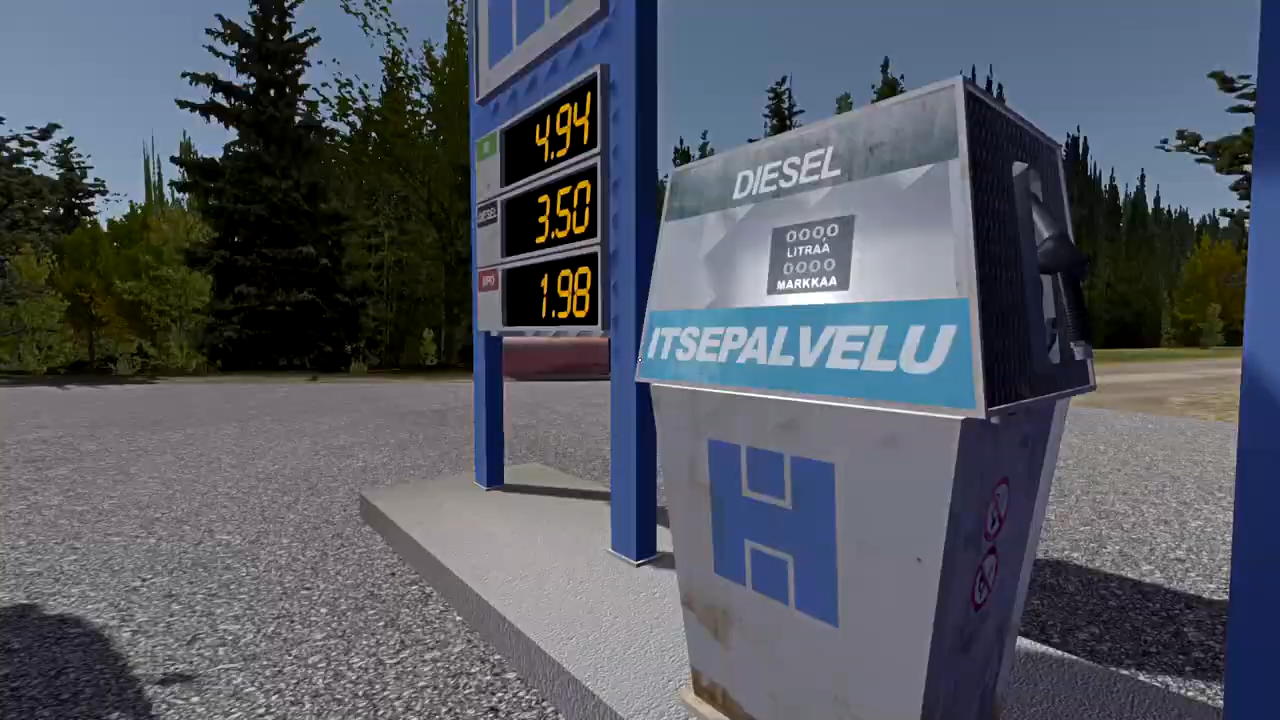 4.94
DIESEL
3.50
1.98
DIESEL
0000
LITRAA
0000
MARKKAA
ITSEPALVELU
H